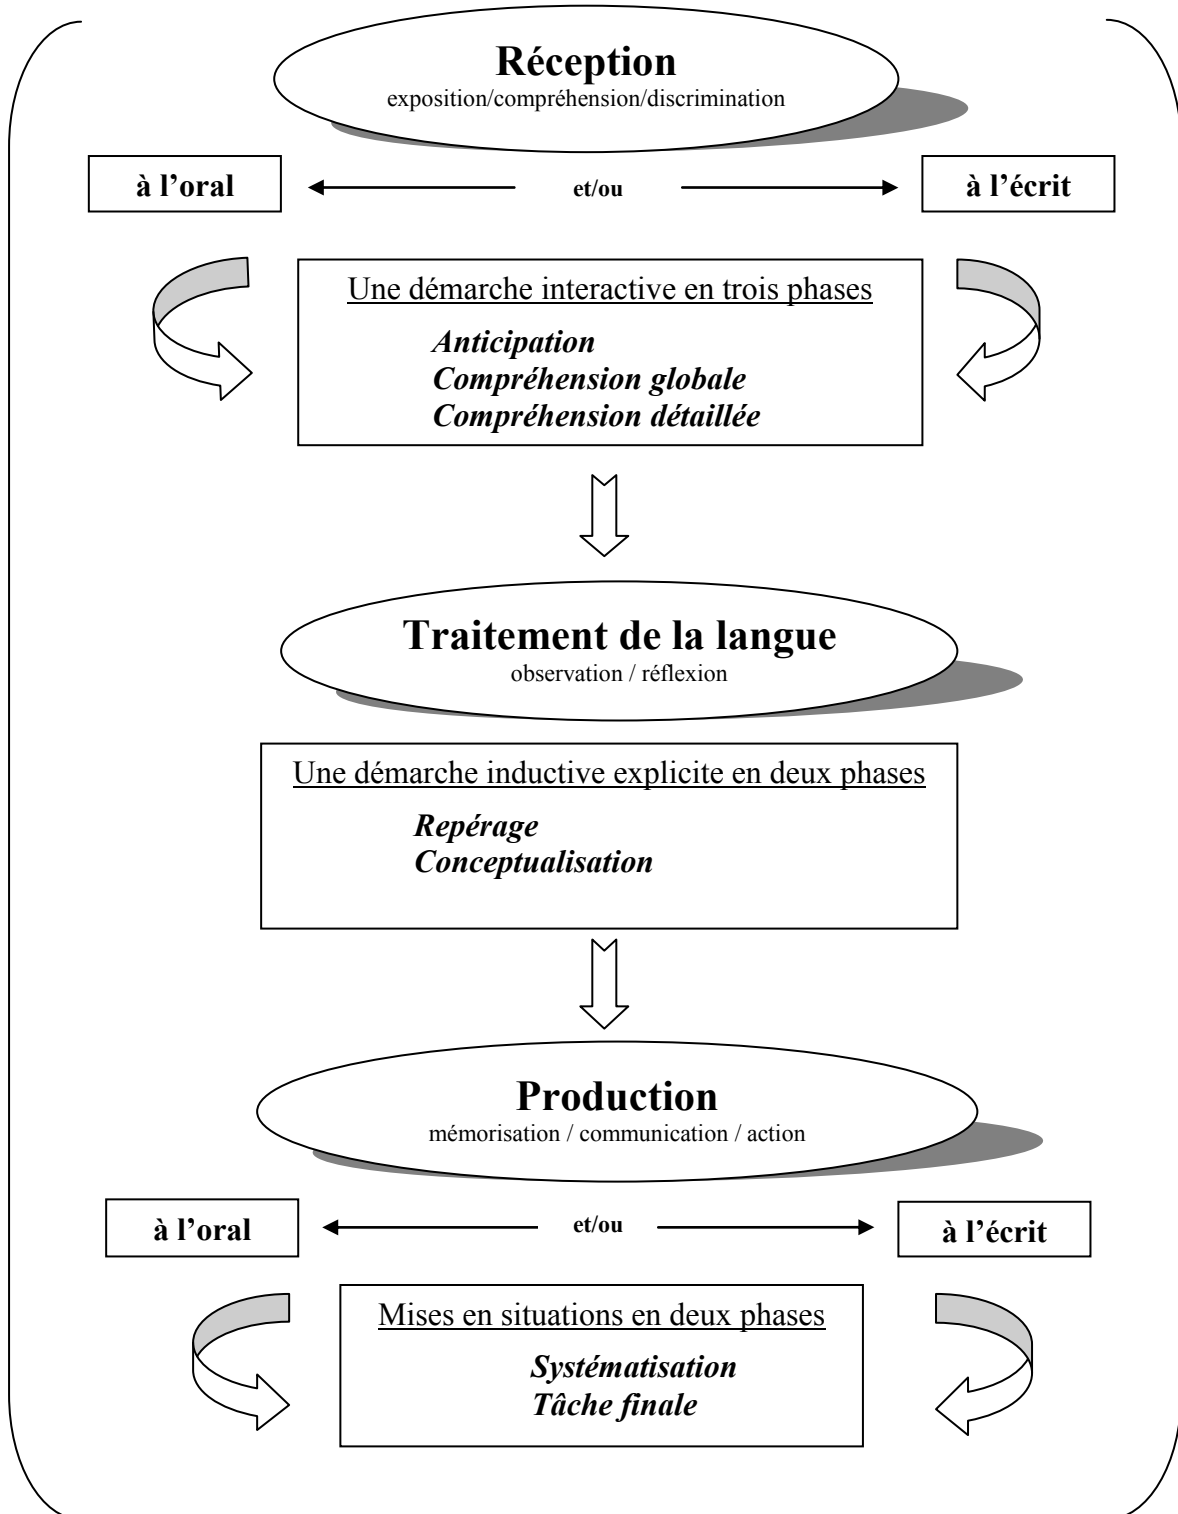 Réception
exposition/compréhension/discrimination
à l’oral
et/ou
à l’écrit
Une démarche interactive en trois phases
Anticipation
Compréhension globale
Compréhension détaillée
Traitement de la langue
observation / réflexion
Une démarche inductive explicite en deux phases
Repérage
Conceptualisation
Production
mémorisation / communication / action
à l’oral
et/ou
à l’écrit
Mises en situations en deux phases
Systématisation
Tâche finale